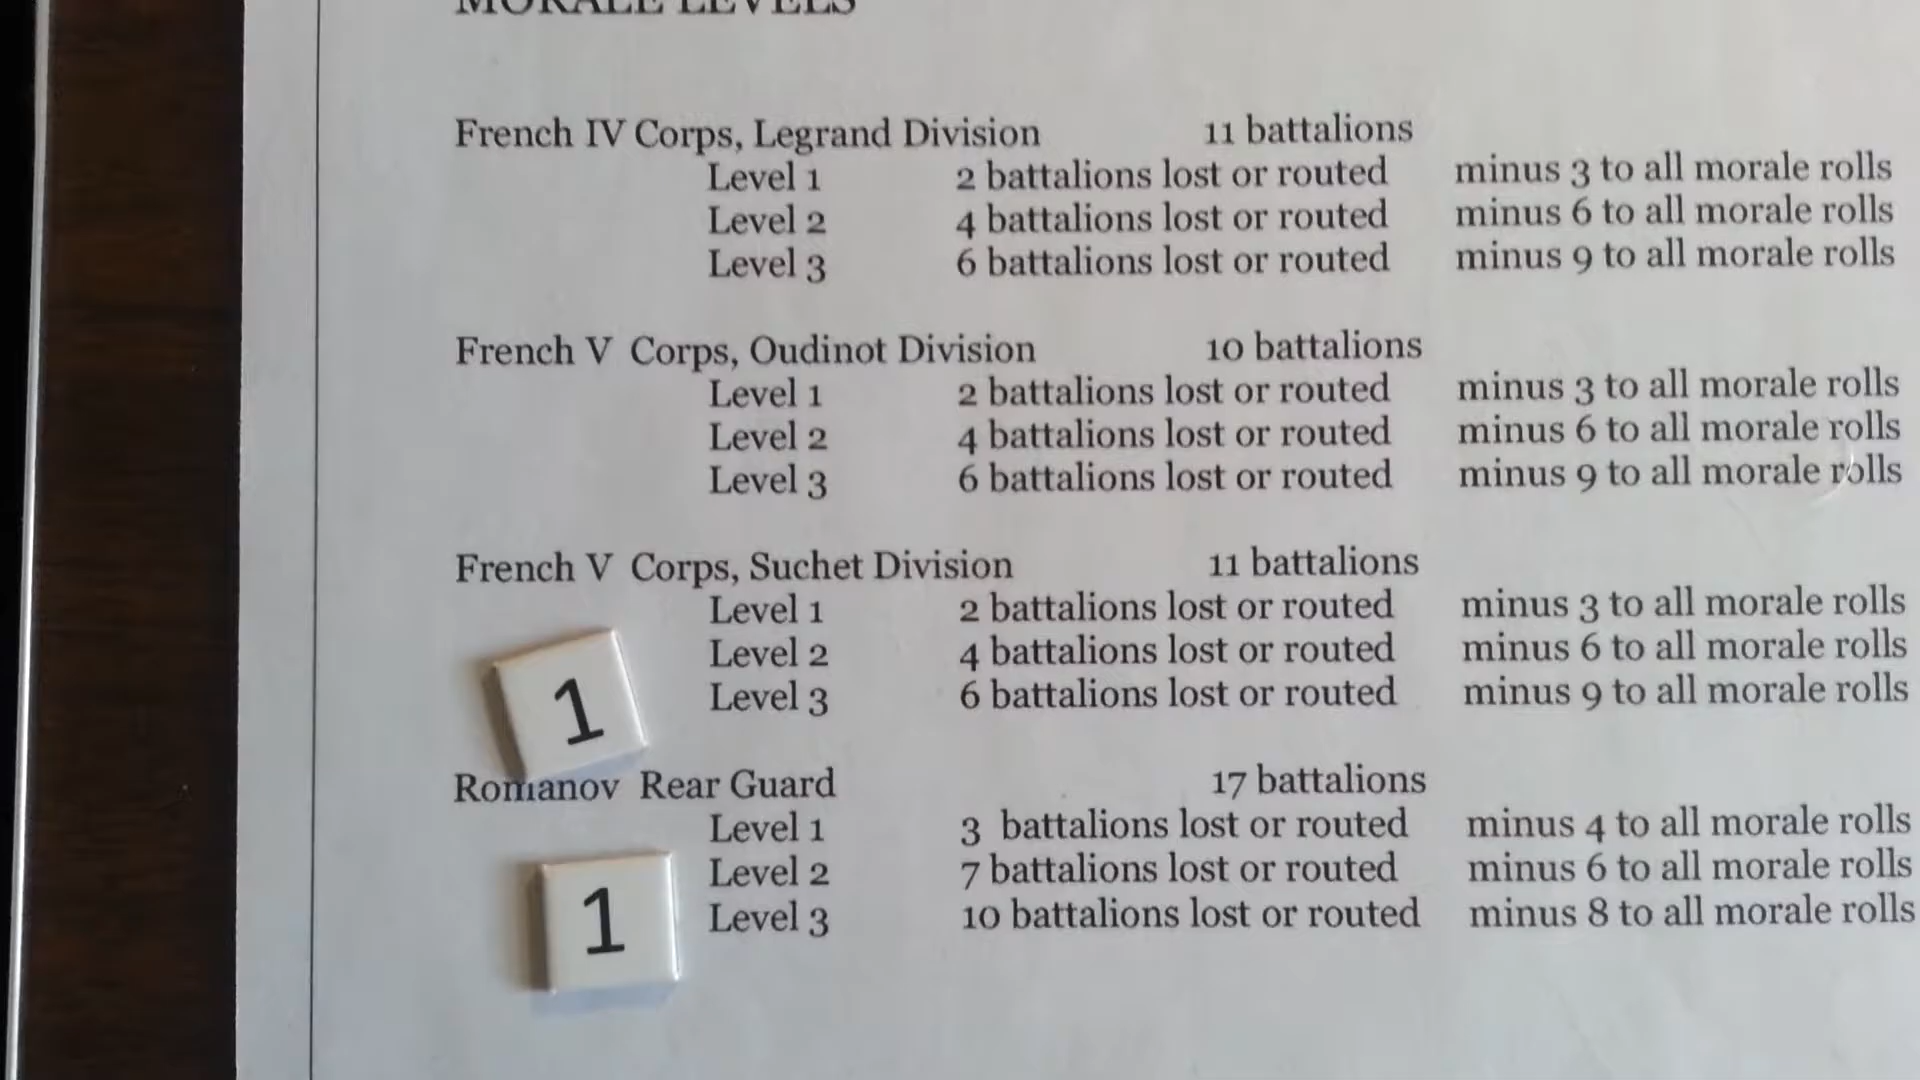 MORALE LEVELS
French IV Corps, Legrand Division 11 battalions
Level 1 2 battalions lost or routed minus 3 to all morale rolls
Level 2 4 battalions lost or routed minus 6 to all morale rolls
Level 3 6 battalions lost or routed minus 9 to all morale rolls
French V Corps, Oudinot Division 10 battalions
Level 1 2 battalions lost or routed minus 3 to all morale rolls
Level 2 4 battalions lost or routed minus 6 to all morale rolls
Level 3 6 battalions lost or routed minus 9 to all morale rolls
French V Corps, Suchet Division 11 battalions
Level 1 2 battalions lost or routed minus 3 to all morale rolls
Level 2 4 battalions lost or routed minus 6 to all morale rolls
Level 3 6 battalions lost or routed minus 9 to all morale rolls
1
Romanov Rear Guard 17 battalions
Level 1 3 battalions lost or routed minus 4 to all morale rolls
Level 2 7 battalions lost or routed minus 6 to all morale rolls
Level 3 10 battalions lost or routed minus 8 to all morale rolls
1